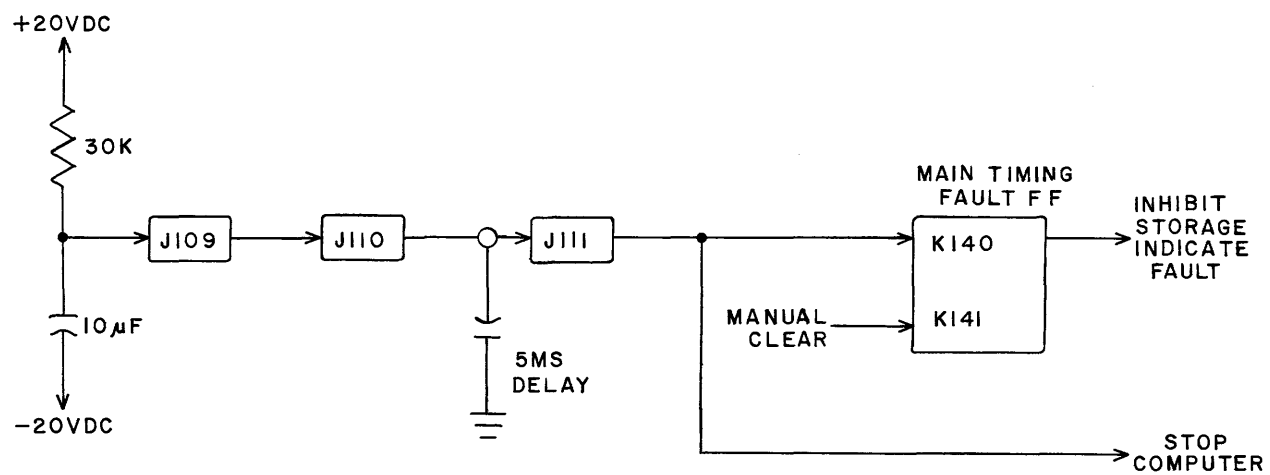 +20VDC
30K
10µF
-20VDC
J109
J110
J111
5MS
DELAY
MAIN TIMING
FAULT FF
K140
K141
MANUAL
CLEAR
INHIBIT
STORAGE
INDICATE
FAULT
STOP
COMPUTER